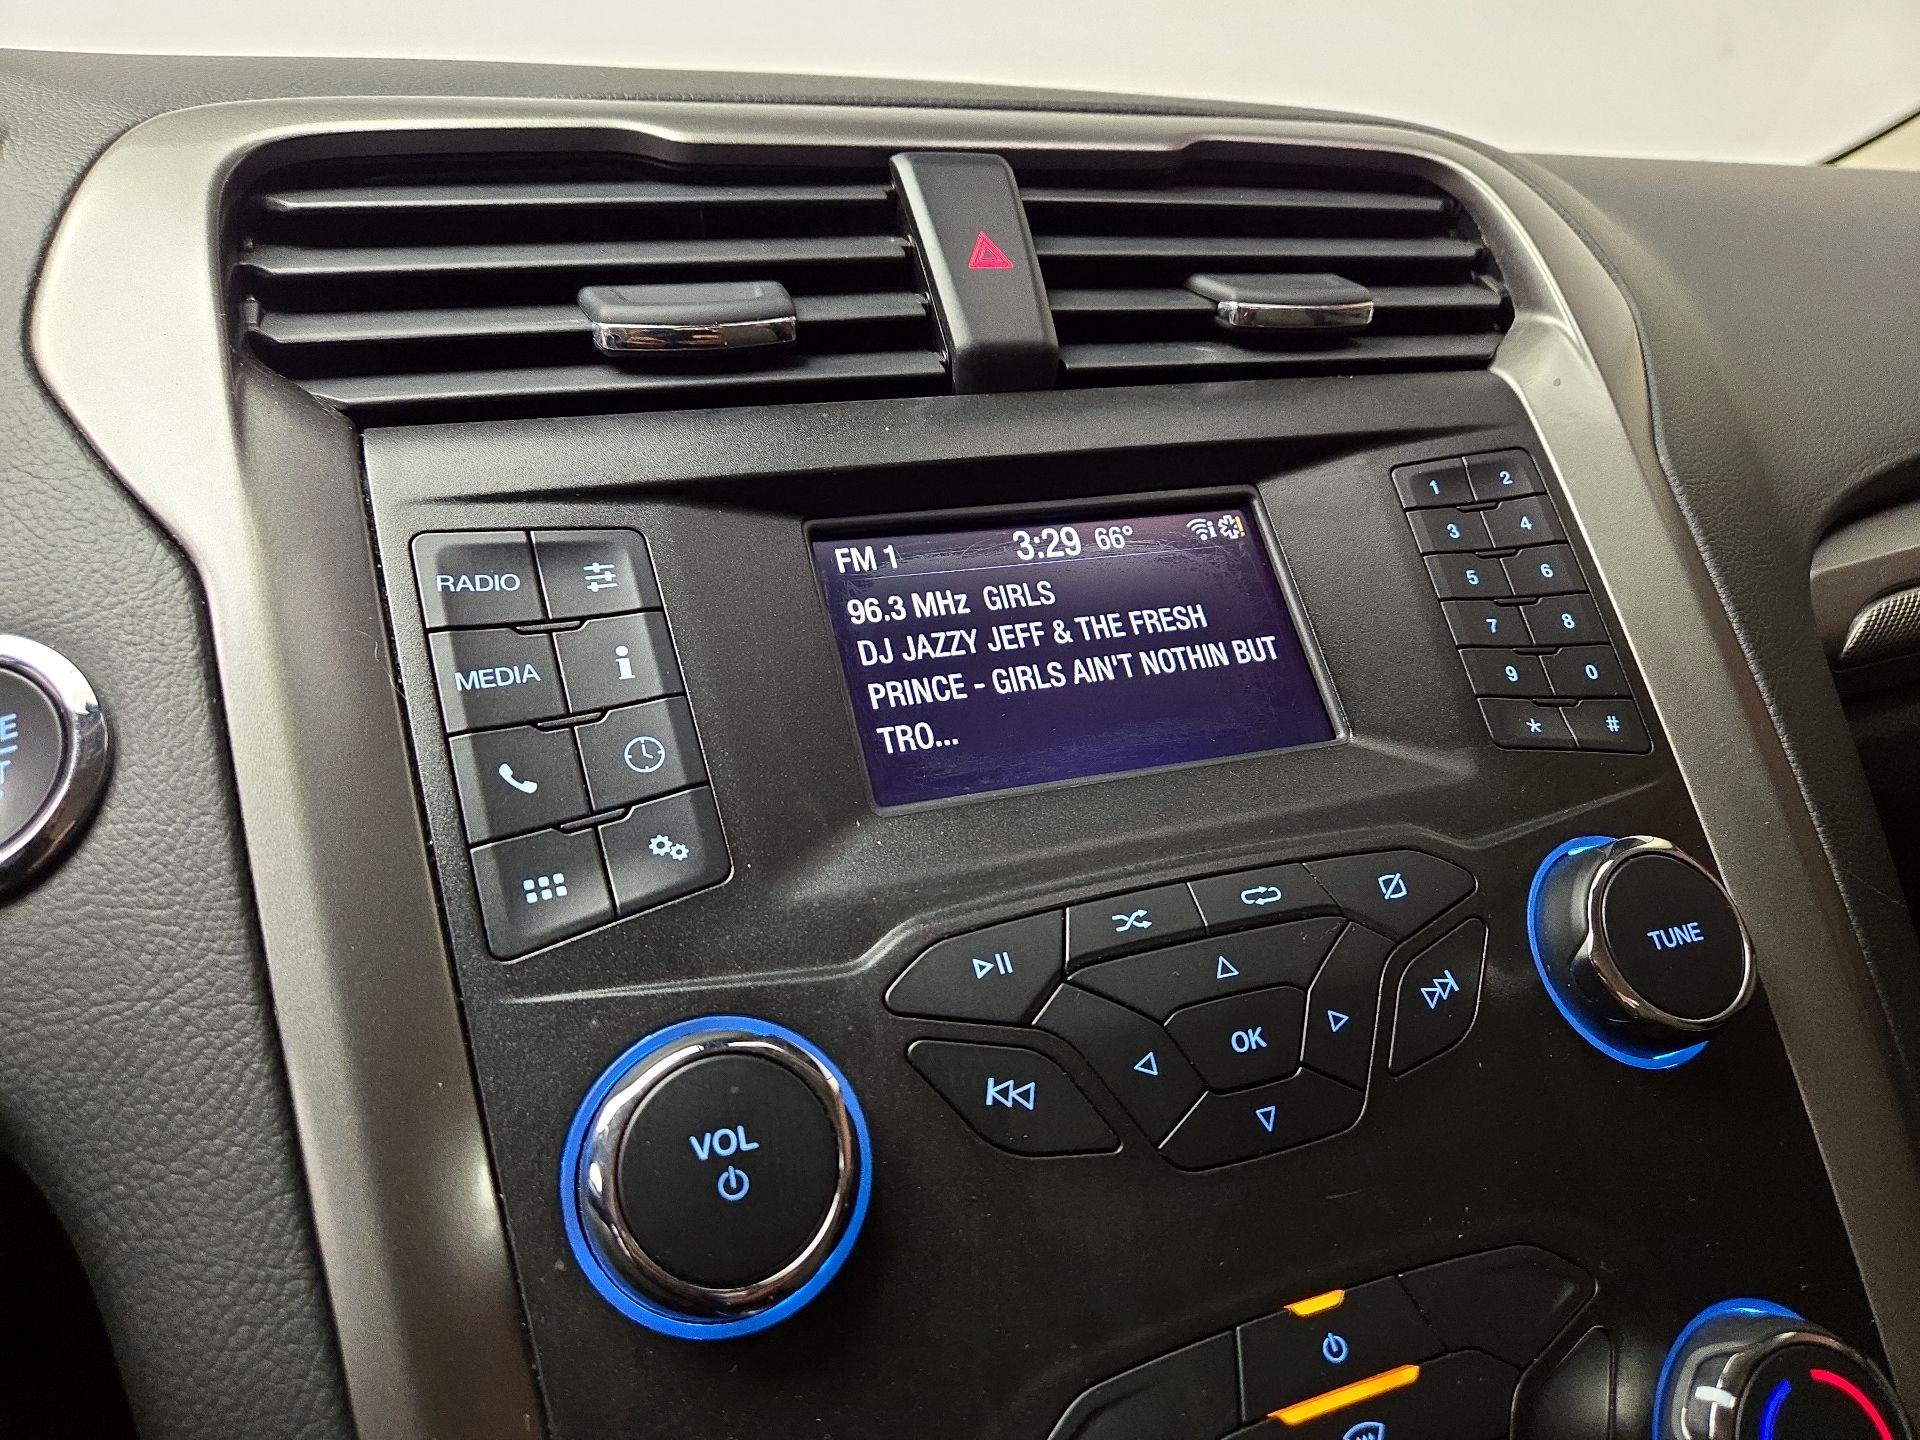 FM 1 3:29 66°
96.3 MHz GIRLS
DJ JAZZY JEFF & THE FRESH
PRINCE - GIRLS AIN'T NOTHIN BUT
TRO...
RADIO
MEDIA
1 2
3 4
5 6
7 8
9 0
* #
TUNE
OK
VOL